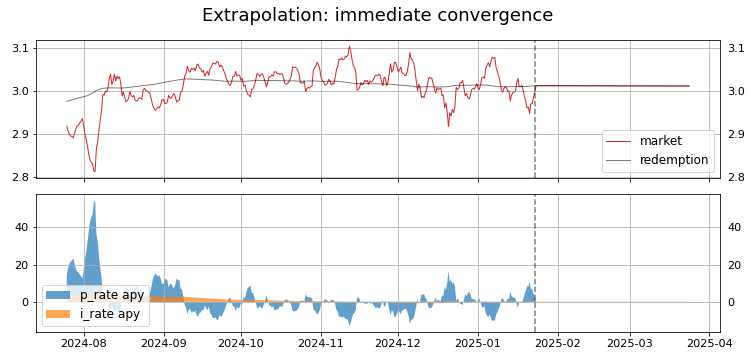 Extrapolation: immediate convergence
3.1 3.1
3.0 3.0
2.9 2.9
market
redemption
2.8 2.8
40 40
20 20
p_rate apy
0 0
i_rate apy
2024-08 2024-09 2024-10 2024-11 2024-12 2025-01 2025-02 2025-03 2025-04